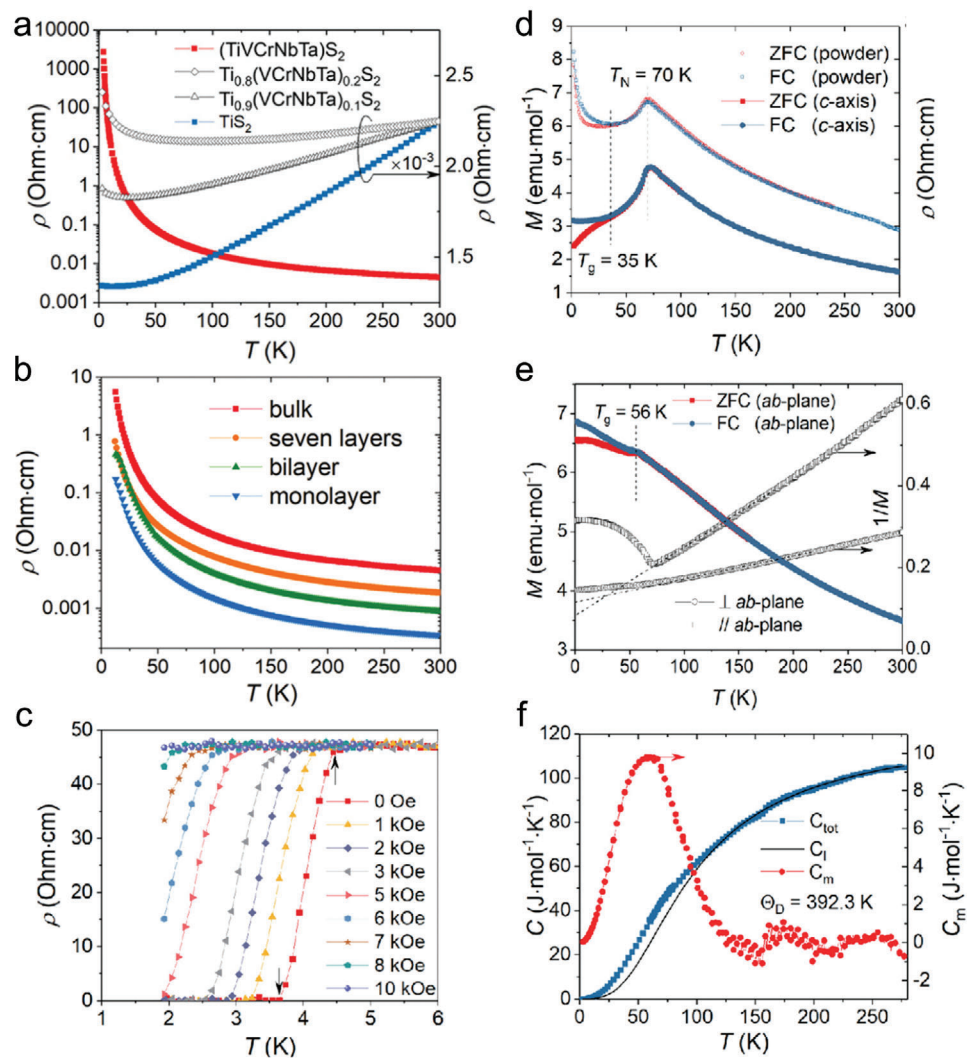 a
10000
1000
100
10
1
0.1
0.01
0.001
ρ (Ohm·cm)
(TiVCrNbTa)S2
Ti0.8(VCrNbTa)0.2S2
Ti0.9(VCrNbTa)0.1S2
TiS2
×10-3
2.5
2.0
1.5
ρ (Ohm·cm)
0 50 100 150 200 250 300
T (K)
b
10
1
0.1
0.01
0.001
ρ (Ohm·cm)
bulk
seven layers
bilayer
monolayer
0 50 100 150 200 250 300
T (K)
c
50
40
30
20
10
0
ρ (Ohm·cm)
0 Oe
1 kOe
2 kOe
3 kOe
5 kOe
6 kOe
7 kOe
8 kOe
10 kOe
1 2 3 4 5 6
T (K)
d
9
8
7
6
5
4
3
2
1
M (emu·mol-1)
TN = 70 K
ZFC (powder)
FC (powder)
ZFC (c-axis)
FC (c-axis)
Tg = 35 K
ρ (Ohm·cm)
0 50 100 150 200 250 300
T (K)
e
7
6
5
4
3
M (emu·mol-1)
Tg = 56 K
ZFC (ab-plane)
FC (ab-plane)
⊥ ab-plane
// ab-plane
0.6
0.4
0.2
0.0
1/M
0 50 100 150 200 250 300
T (K)
f
120
110
100
90
80
70
60
50
40
30
20
10
0
C (J·mol-1·K-1)
Ctot
Cl
Cm
ΘD = 392.3 K
10
8
6
4
2
0
-2
Cm (J·mol-1·K-1)
0 50 100 150 200 250
T (K)